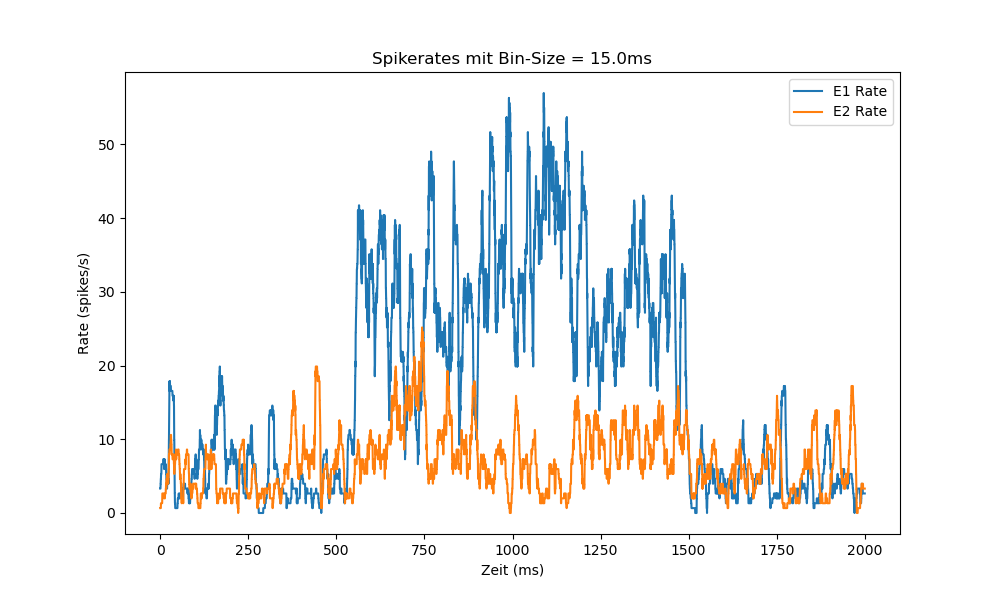 Spikerates mit Bin-Size = 15.0ms
E1 Rate
E2 Rate
Rate (spikes/s)
50
40
30
20
10
0
0 250 500 750 1000 1250 1500 1750 2000
Zeit (ms)